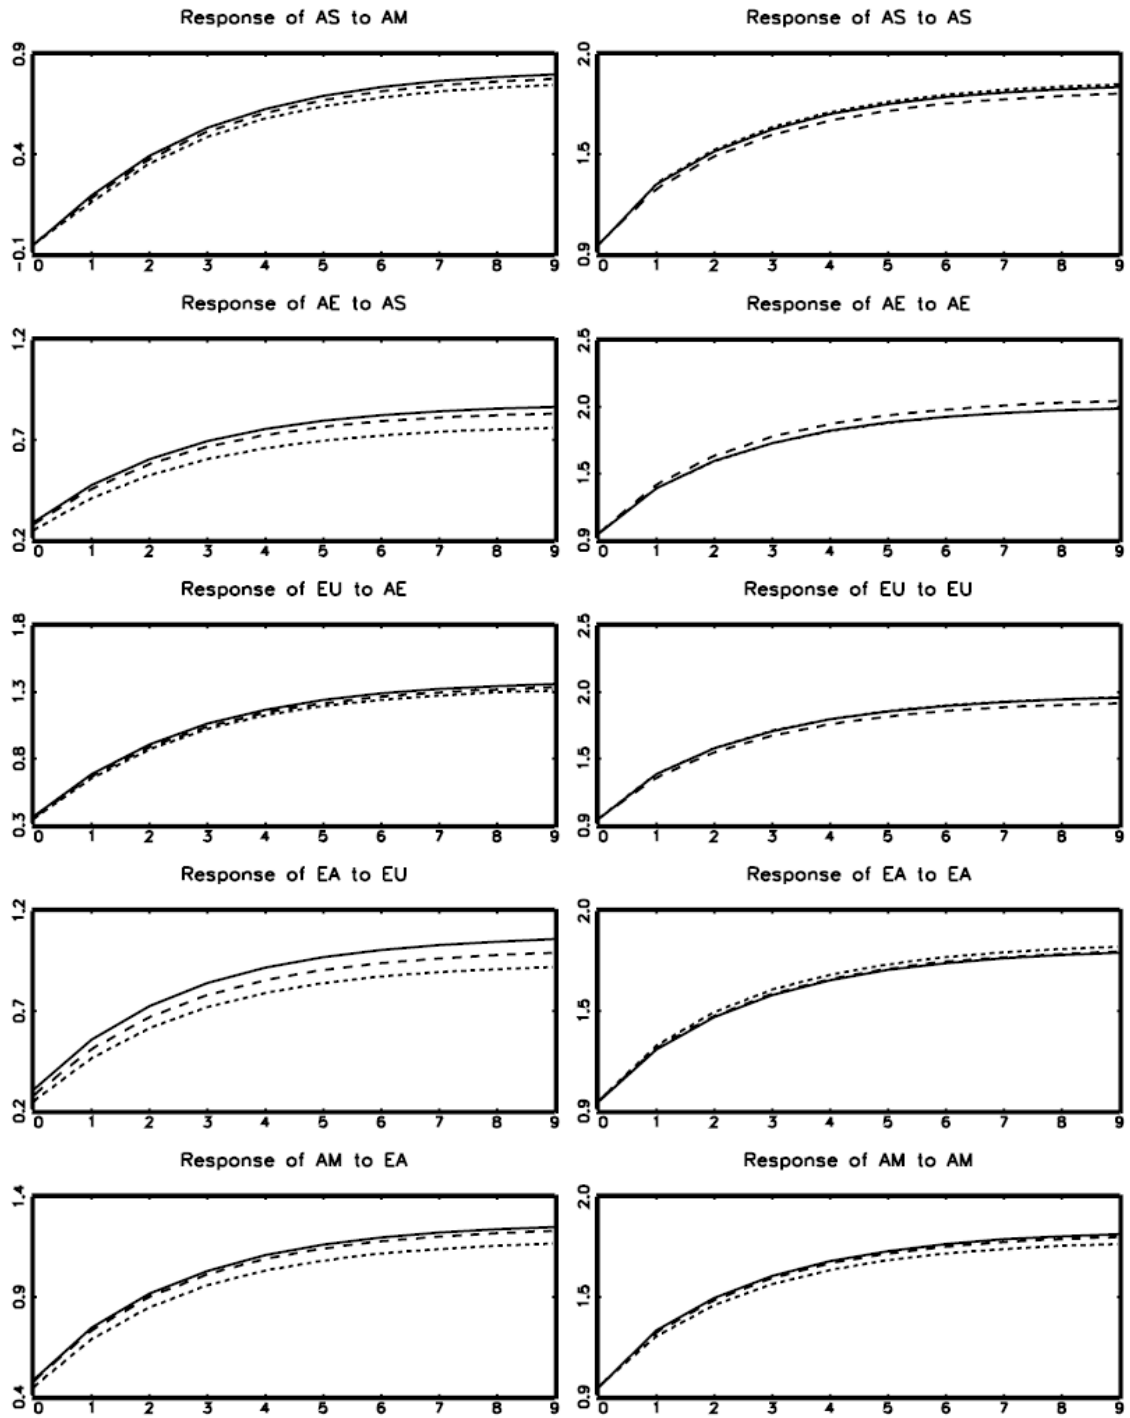 Response of AS to AM
Response of AS to AS
0.9
0.4
-0.1
0 1 2 3 4 5 6 7 8 9
2.0
1.5
0.9
0 1 2 3 4 5 6 7 8 9
Response of AE to AS
Response of AE to AE
1.2
0.7
0.2
0 1 2 3 4 5 6 7 8 9
2.5
2.0
1.5
0.9
0 1 2 3 4 5 6 7 8 9
Response of EU to AE
Response of EU to EU
1.8
1.3
0.8
0.3
0 1 2 3 4 5 6 7 8 9
2.5
2.0
1.5
0.9
0 1 2 3 4 5 6 7 8 9
Response of EA to EU
Response of EA to EA
1.2
0.7
0.2
0 1 2 3 4 5 6 7 8 9
2.0
1.5
0.9
0 1 2 3 4 5 6 7 8 9
Response of AM to EA
Response of AM to AM
1.4
0.9
0.4
0 1 2 3 4 5 6 7 8 9
2.0
1.5
0.9
0 1 2 3 4 5 6 7 8 9